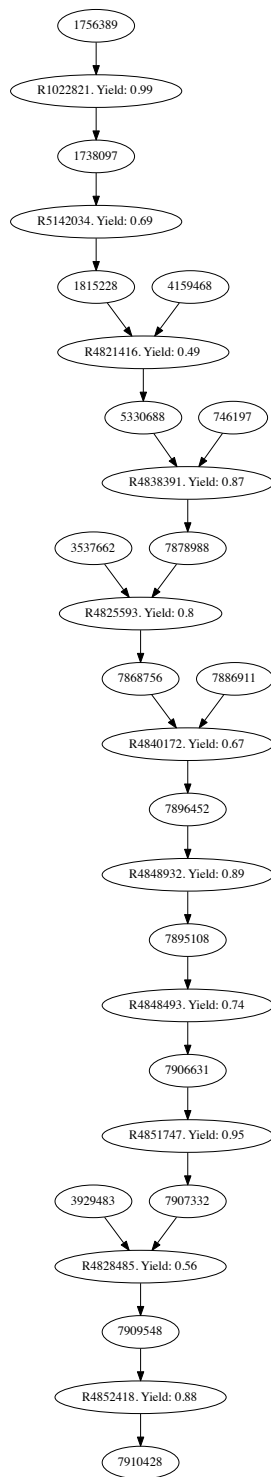 1756389
R1022821. Yield: 0.99
1738097
R5142034. Yield: 0.69
1815228
4159468
R4821416. Yield: 0.49
5330688
746197
R4838391. Yield: 0.87
3537662
7878988
R4825593. Yield: 0.8
7868756
7886911
R4840172. Yield: 0.67
7896452
R4848932. Yield: 0.89
7895108
R4848493. Yield: 0.74
7906631
R4851747. Yield: 0.95
3929483
7907332
R4828485. Yield: 0.56
7909548
R4852418. Yield: 0.88
7910428